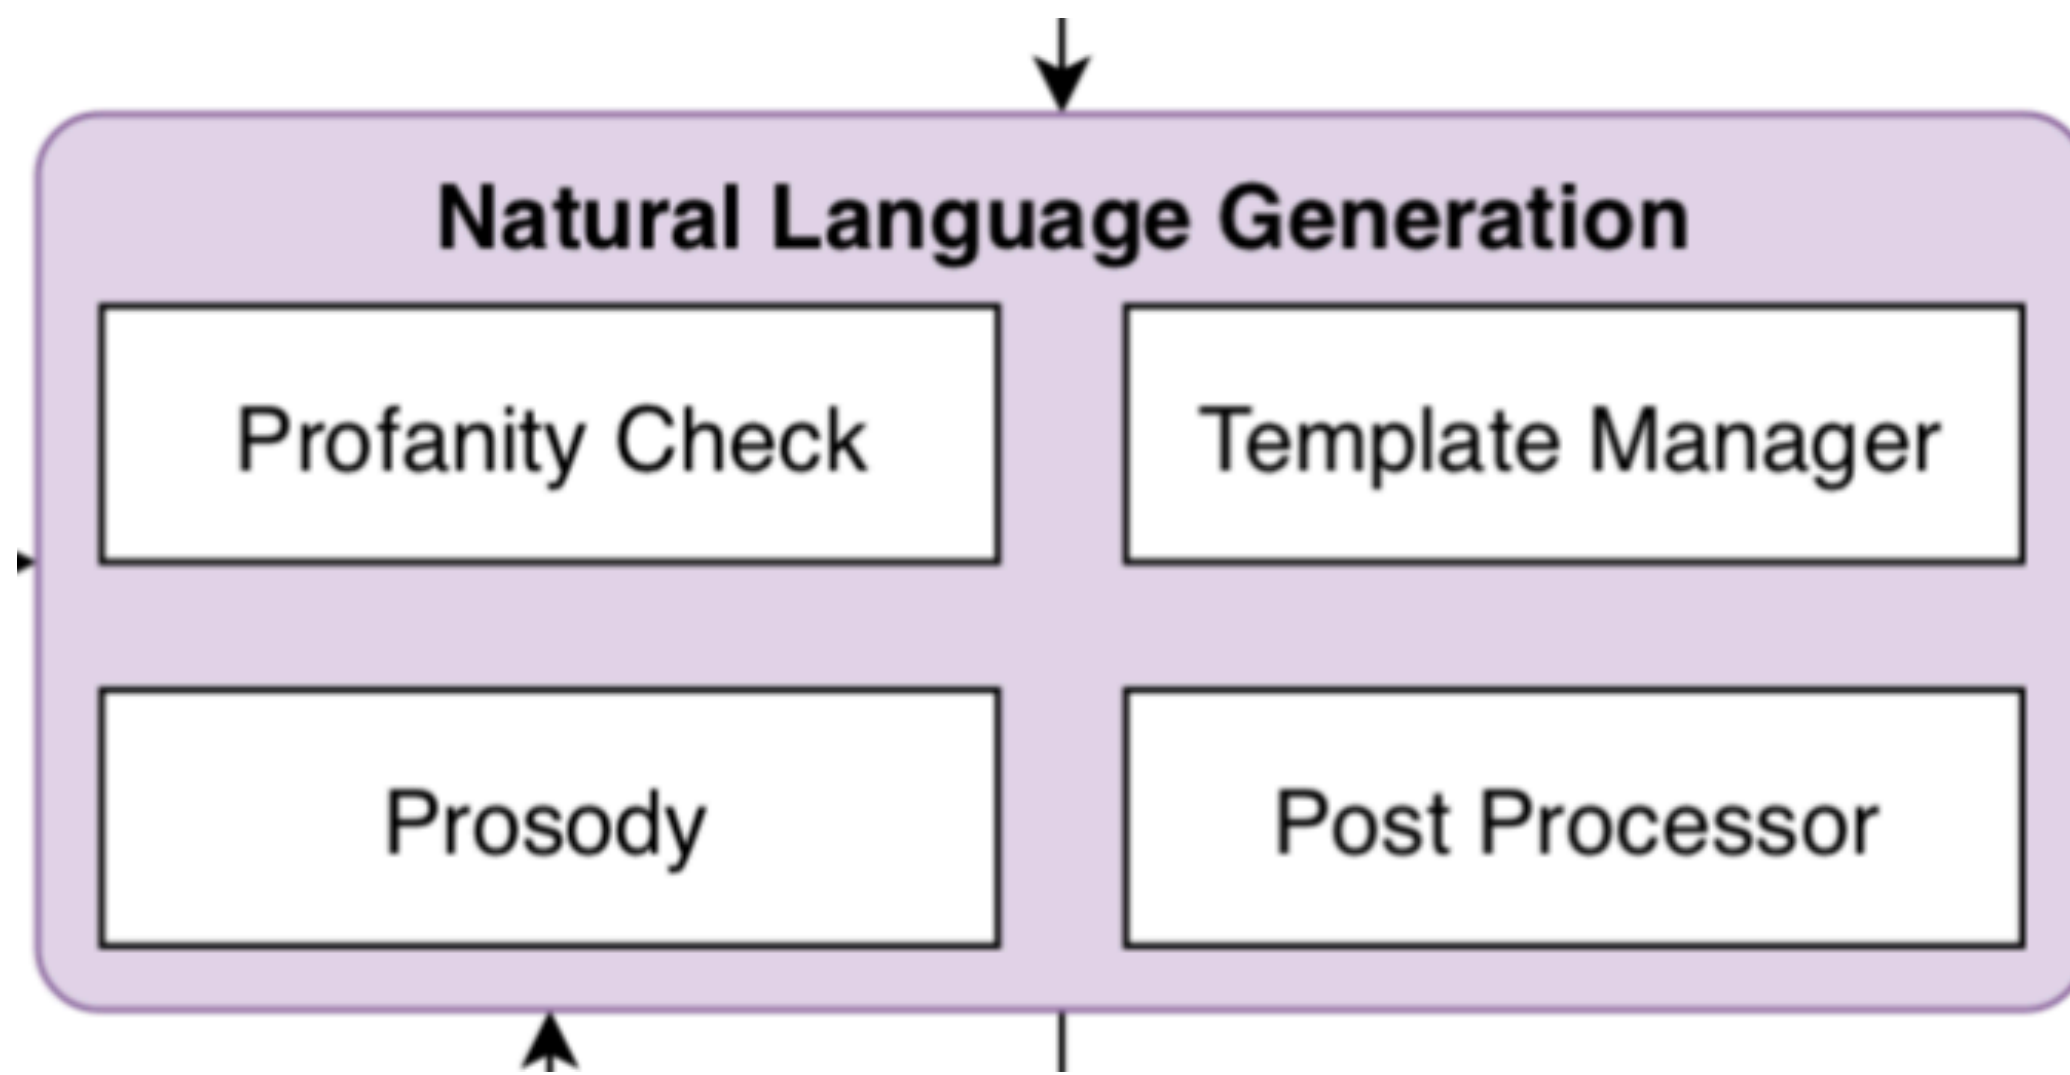 Natural Language Generation
Profanity Check
Template Manager
Prosody
Post Processor